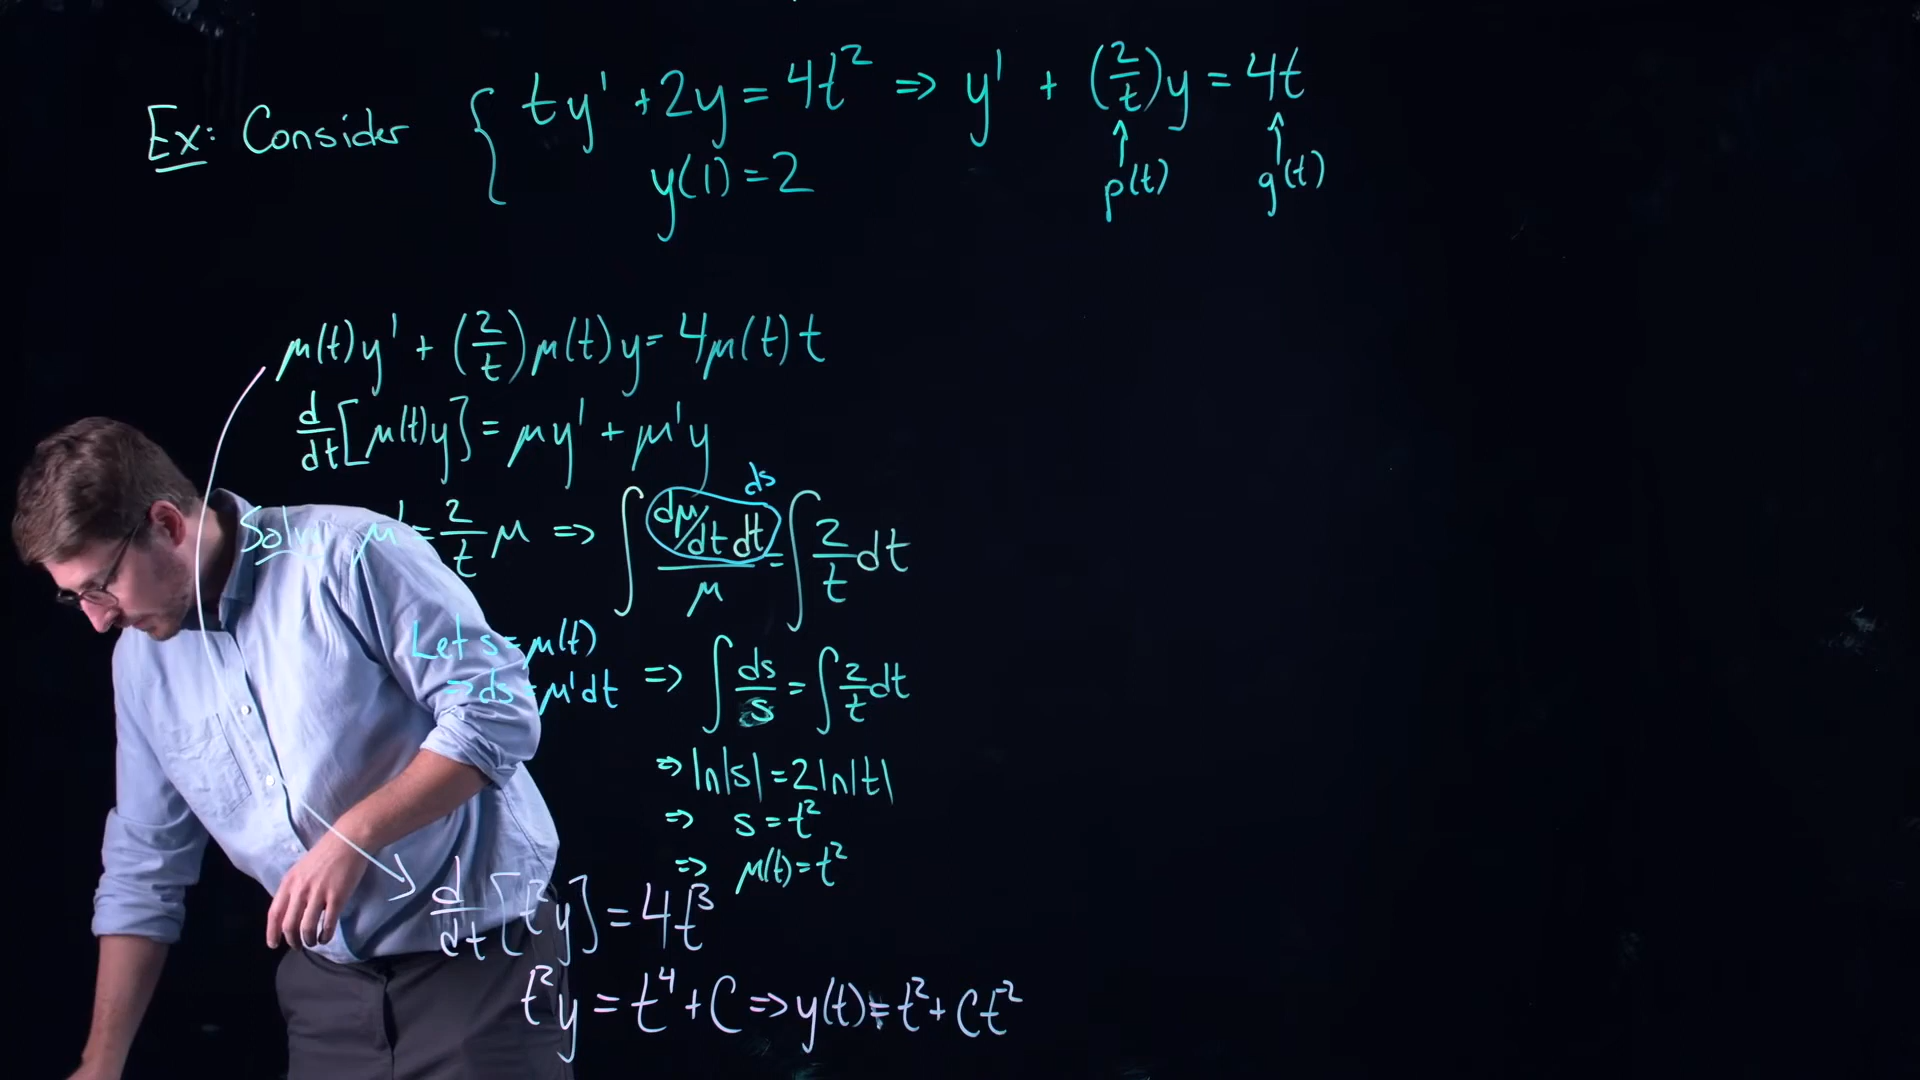 Ex: Consider { ty' + 2y = 4t² ⇒ y' + (2/t)y = 4t
y(1) = 2
↑ p(t) ↑ g(t)
μ(t)y' + (2/t)μ(t)y = 4μ(t)t
d/dt[μ(t)y] = μy' + μ'y
Solve μ' = 2/t μ ⇒ ∫ (dμ/dt dt)/μ = ∫ 2/t dt
ds
Let s = μ(t)
⇒ ds = μ'dt ⇒ ∫ ds/s = ∫ 2/t dt
⇒ ln|s| = 2ln|t|
⇒ s = t²
⇒ μ(t) = t²
d/dt[t²y] = 4t³
t²y = t⁴ + C ⇒ y(t) = t² + Ct⁻²